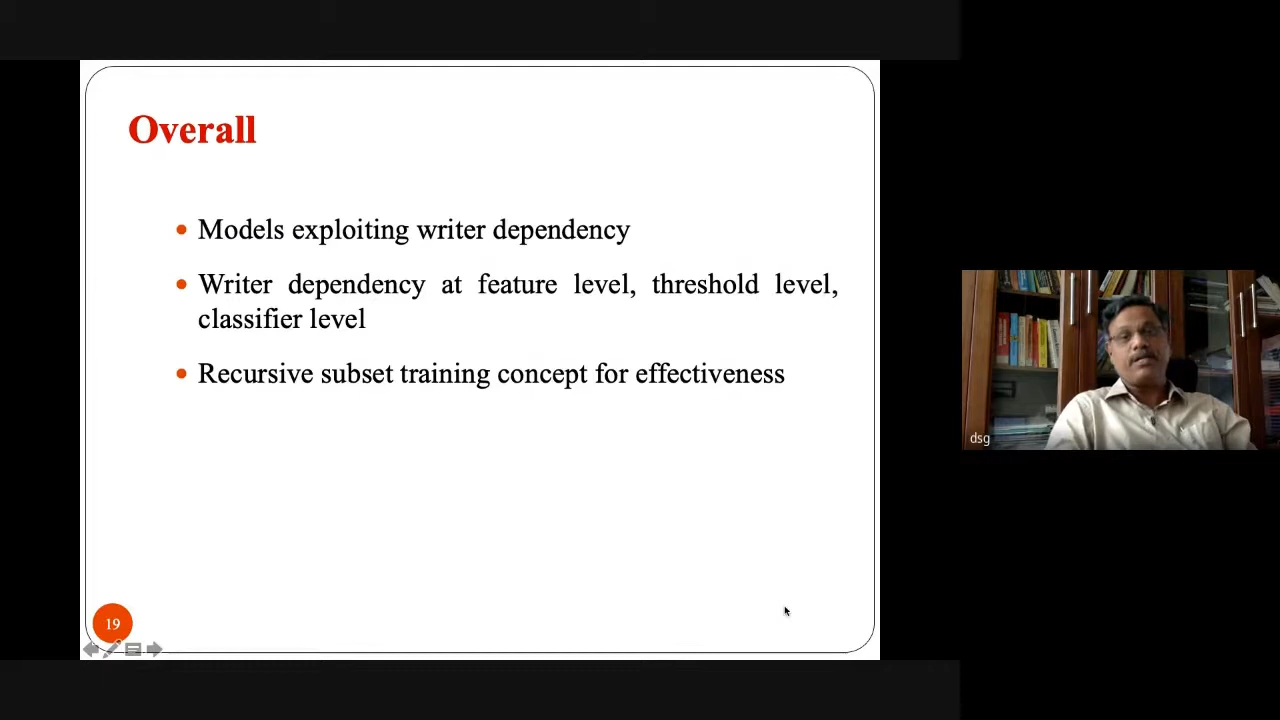 Overall
• Models exploiting writer dependency
• Writer dependency at feature level, threshold level,
classifier level
• Recursive subset training concept for effectiveness
19
dsg